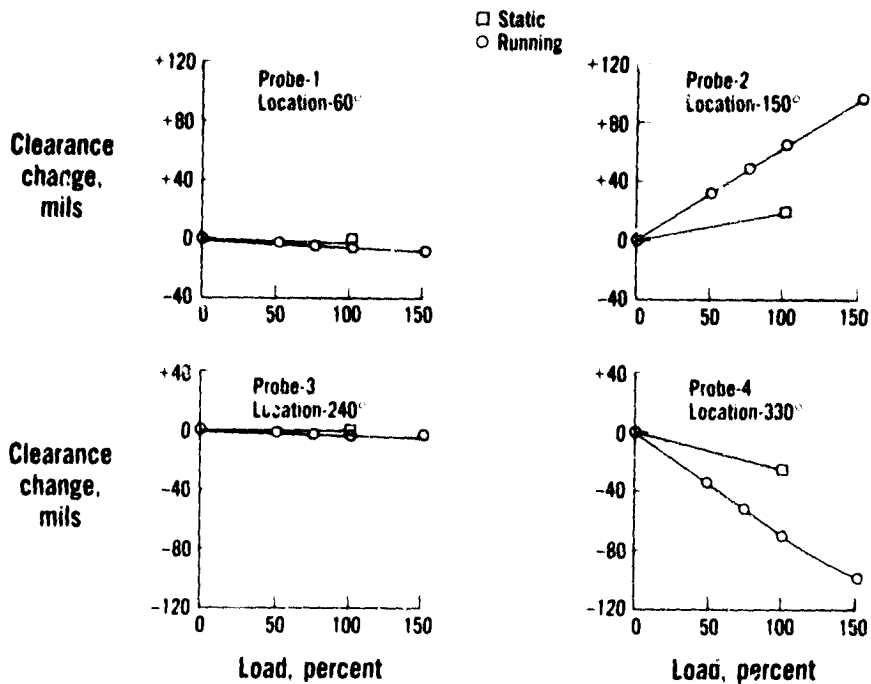 □ Static
○ Running
Clearance
change,
mils
+120
+80
+40
0
−40
Probe-1
Location-60°
0 50 100 150
+120
+80
+40
0
−40
Probe-2
Location-150°
0 50 100 150
Clearance
change,
mils
+40
0
−40
−80
−120
Probe-3
Location-240°
0 50 100 150
Load, percent
+40
0
−40
−80
−120
Probe-4
Location-330°
0 50 100 150
Load, percent